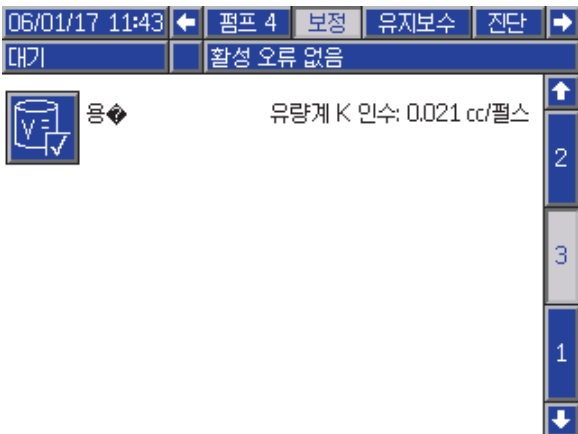 06/01/17 11:43 펌프 4 보정 유지보수 진단
대기 활성 오류 없음
용� 유량계 K 인수: 0.021 cc/펄스
2
3
1